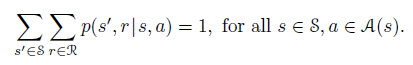 ∑ ∑ p(s′, r|s, a) = 1, for all s ∈ 𝒮, a ∈ 𝒜(s).
s′∈𝒮 r∈ℛ